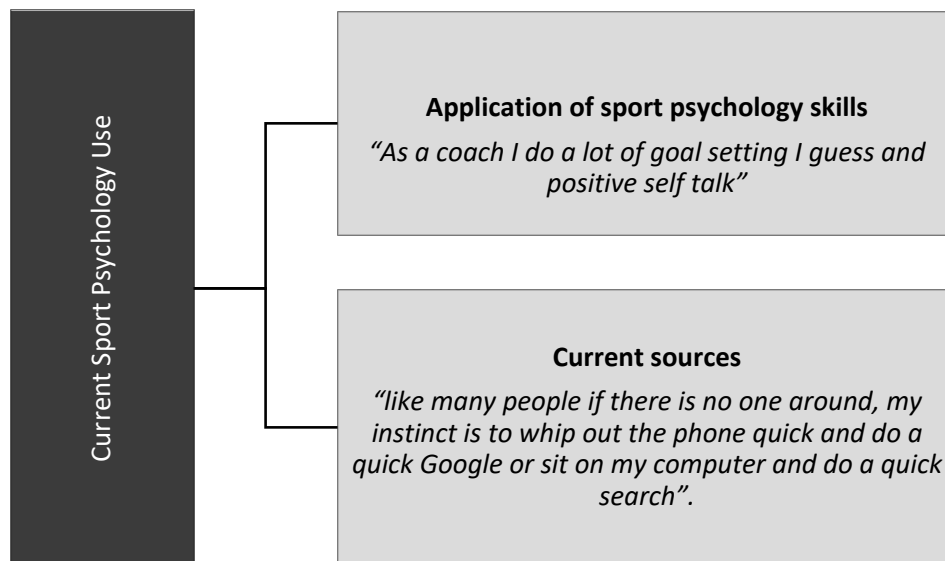 Current Sport Psychology Use
Application of sport psychology skills
“As a coach I do a lot of goal setting I guess and
positive self talk”
Current sources
“like many people if there is no one around, my
instinct is to whip out the phone quick and do a
quick Google or sit on my computer and do a quick
search”.